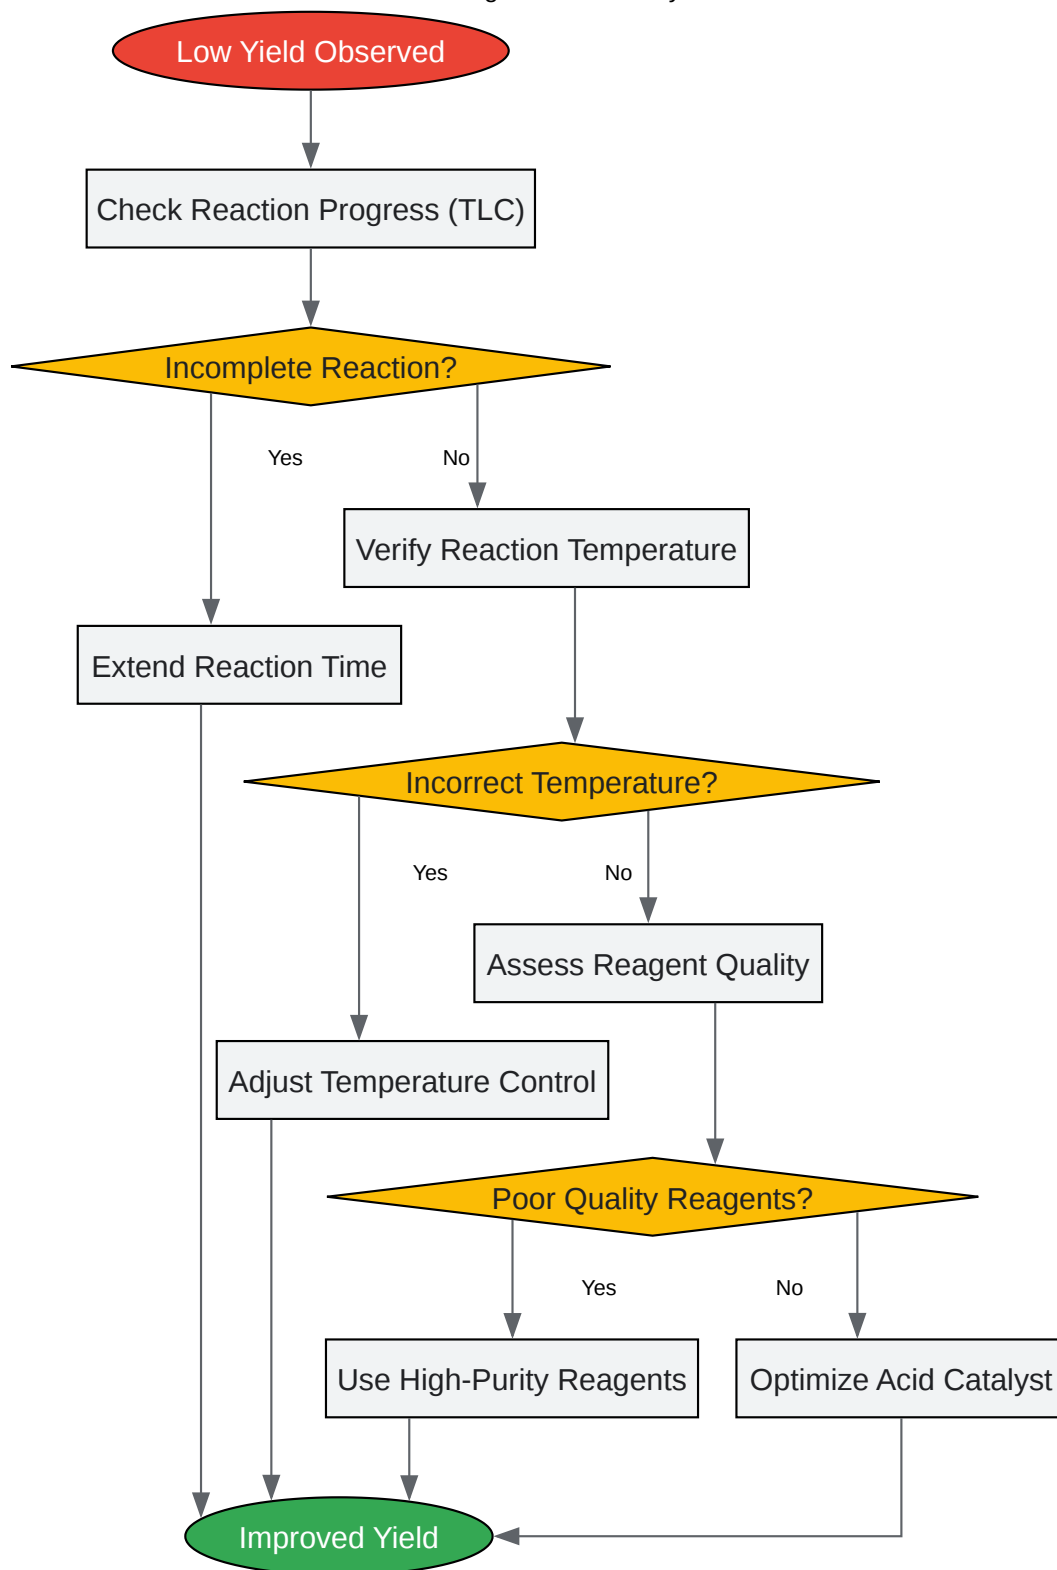 Low Yield Observed
Check Reaction Progress (TLC)
Incomplete Reaction?
Yes
No
Verify Reaction Temperature
Extend Reaction Time
Incorrect Temperature?
Yes
No
Assess Reagent Quality
Adjust Temperature Control
Poor Quality Reagents?
Yes
No
Use High-Purity Reagents
Optimize Acid Catalyst
Improved Yield